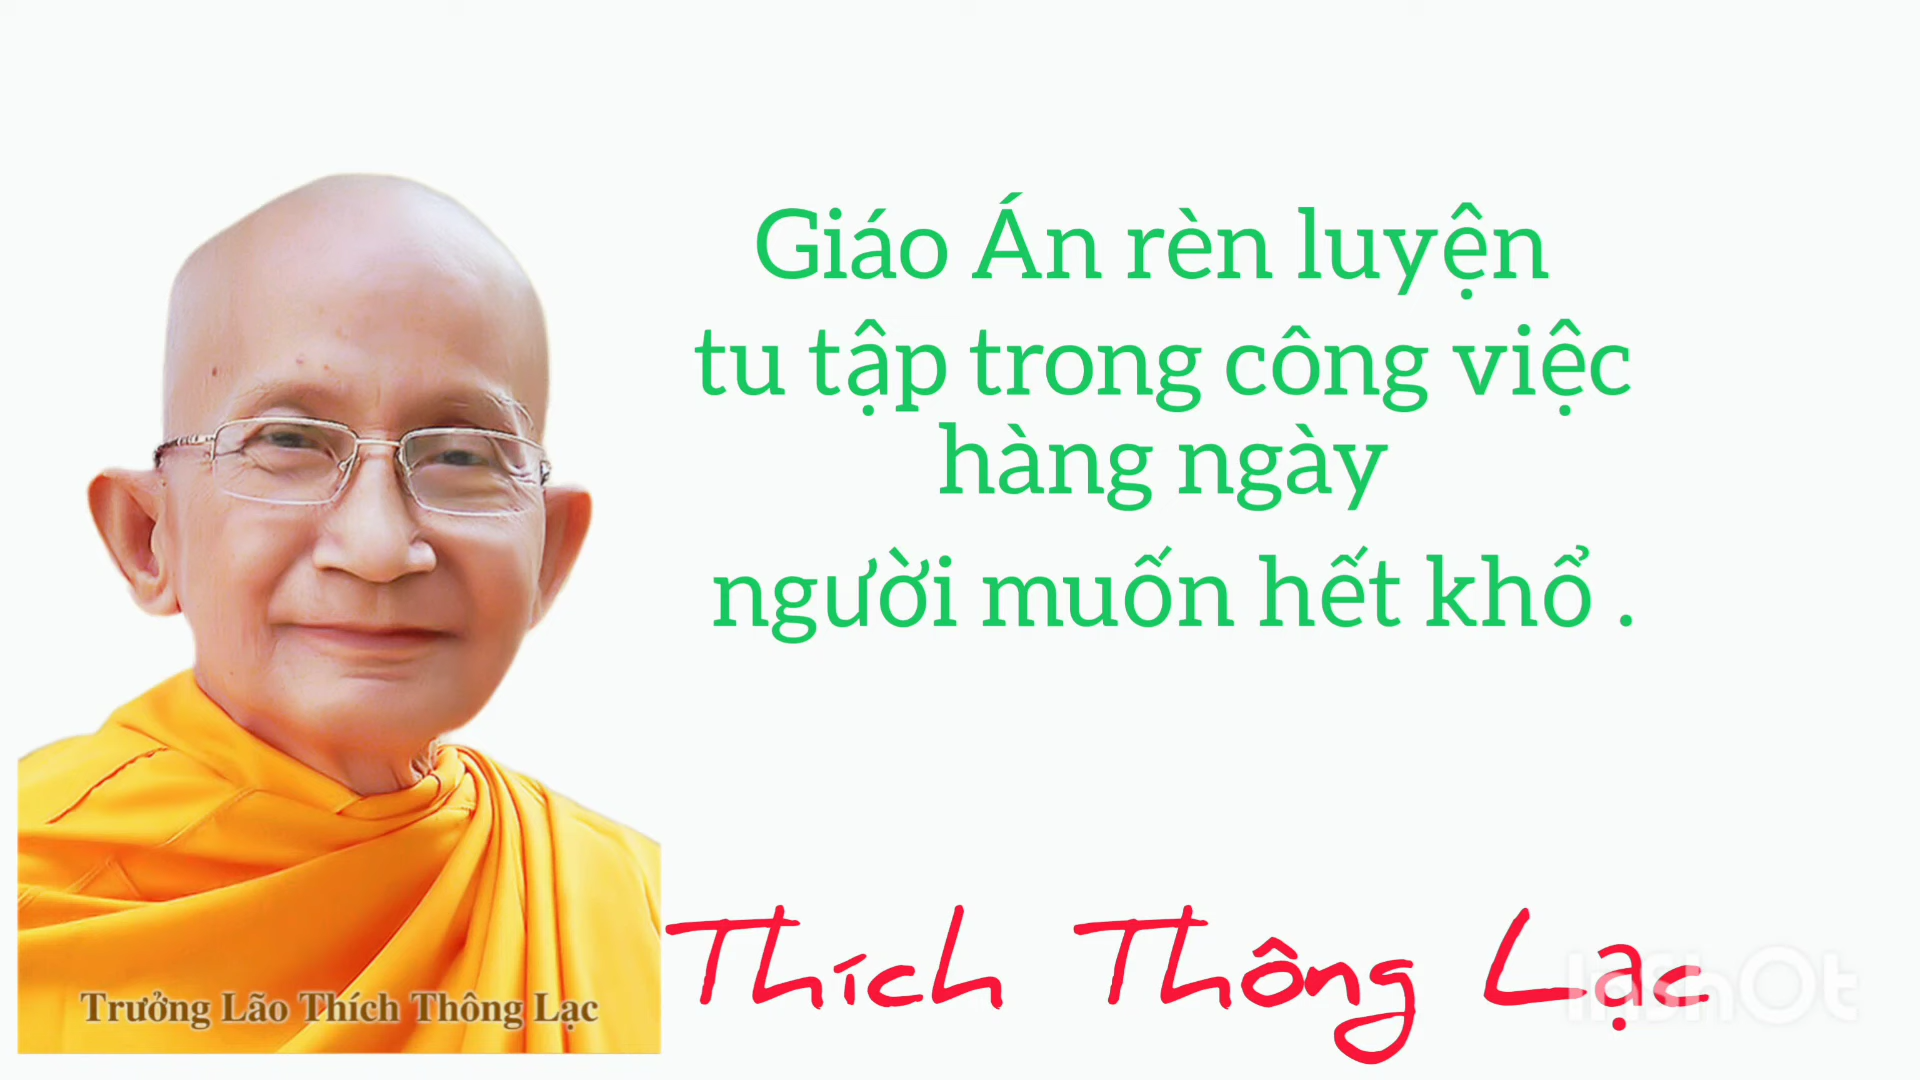 Giáo Án rèn luyện
tu tập trong công việc
hàng ngày
người muốn hết khổ .
Trưởng Lão Thích Thông Lạc
Thích Thông Lạc
InShOt